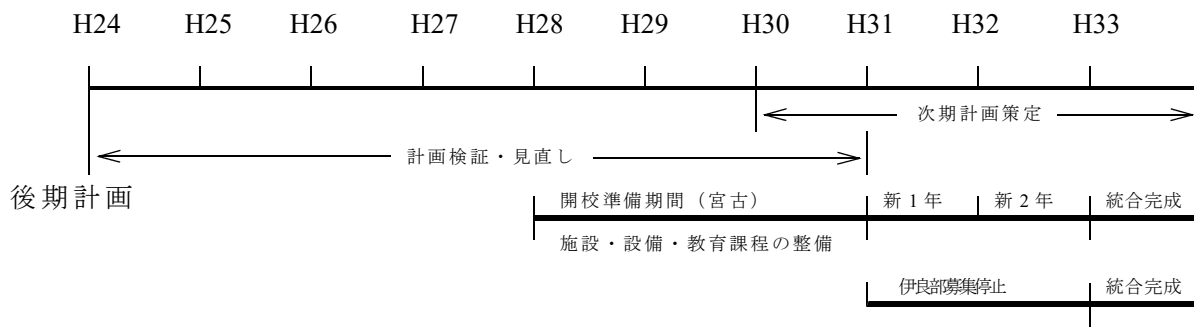 H24 H25 H26 H27 H28 H29 H30 H31 H32 H33
次期計画策定
計画検証・見直し
後期計画
開校準備期間（宮古） 新1年 新2年 統合完成
施設・設備・教育課程の整備
伊良部募集停止 統合完成